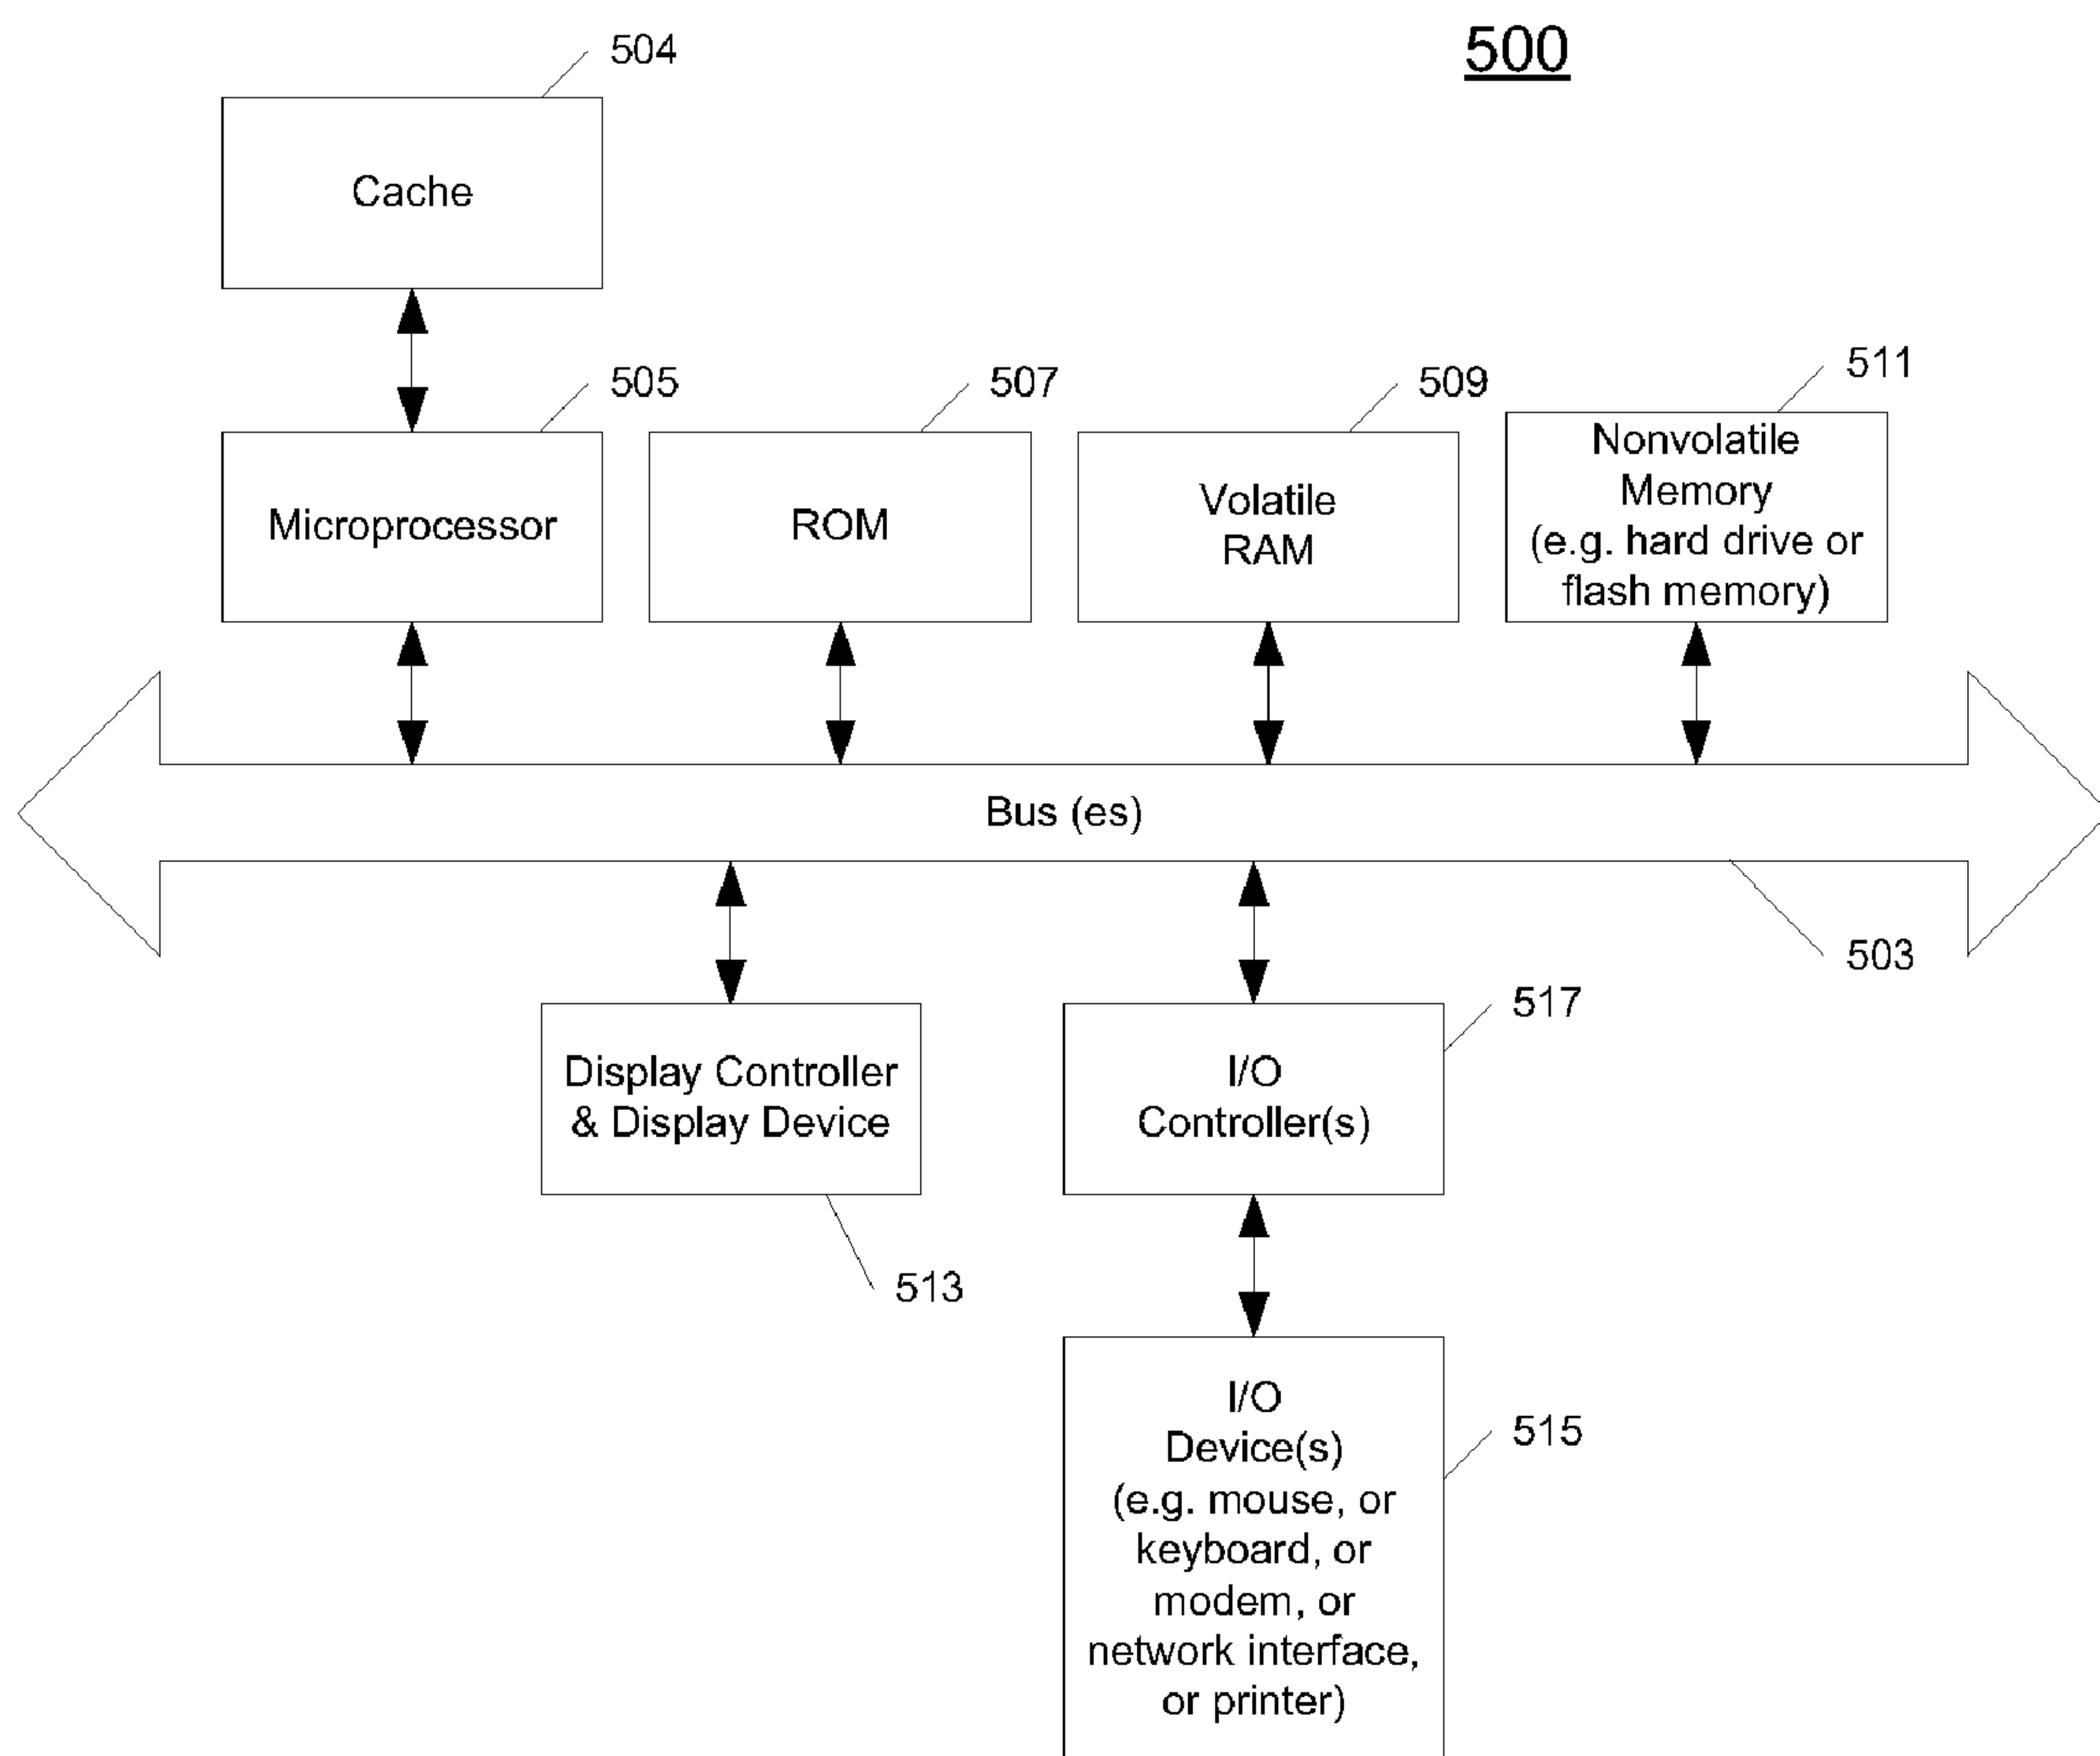 500
504
Cache
505
507
509
511
Microprocessor
ROM
Volatile
RAM
Nonvolatile
Memory
(e.g. hard drive or
flash memory)
Bus (es)
503
517
Display Controller
& Display Device
I/O
Controller(s)
513
I/O
Device(s)
(e.g. mouse, or
keyboard, or
modem, or
network interface,
or printer)
515